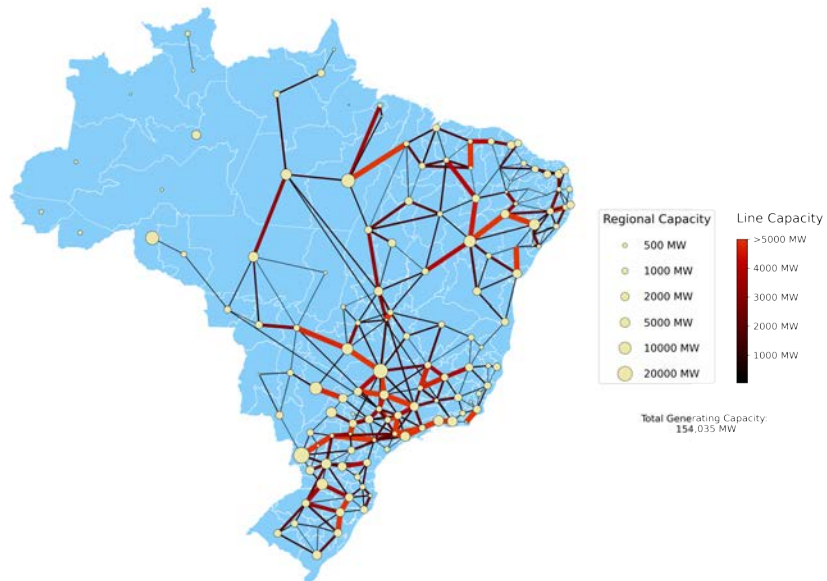 Regional Capacity
500 MW
1000 MW
2000 MW
5000 MW
10000 MW
20000 MW
Line Capacity
>5000 MW
4000 MW
3000 MW
2000 MW
1000 MW
Total Generating Capacity:
154,035 MW